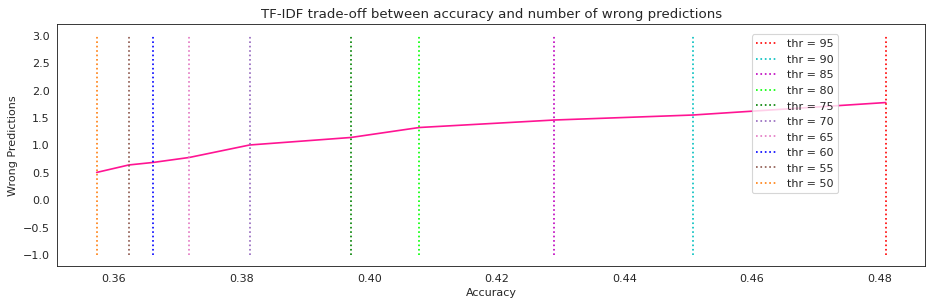 TF-IDF trade-off between accuracy and number of wrong predictions
Wrong Predictions
3.0
2.5
2.0
1.5
1.0
0.5
0.0
−0.5
−1.0
thr = 95
thr = 90
thr = 85
thr = 80
thr = 75
thr = 70
thr = 65
thr = 60
thr = 55
thr = 50
0.36
0.38
0.40
0.42
0.44
0.46
0.48
Accuracy